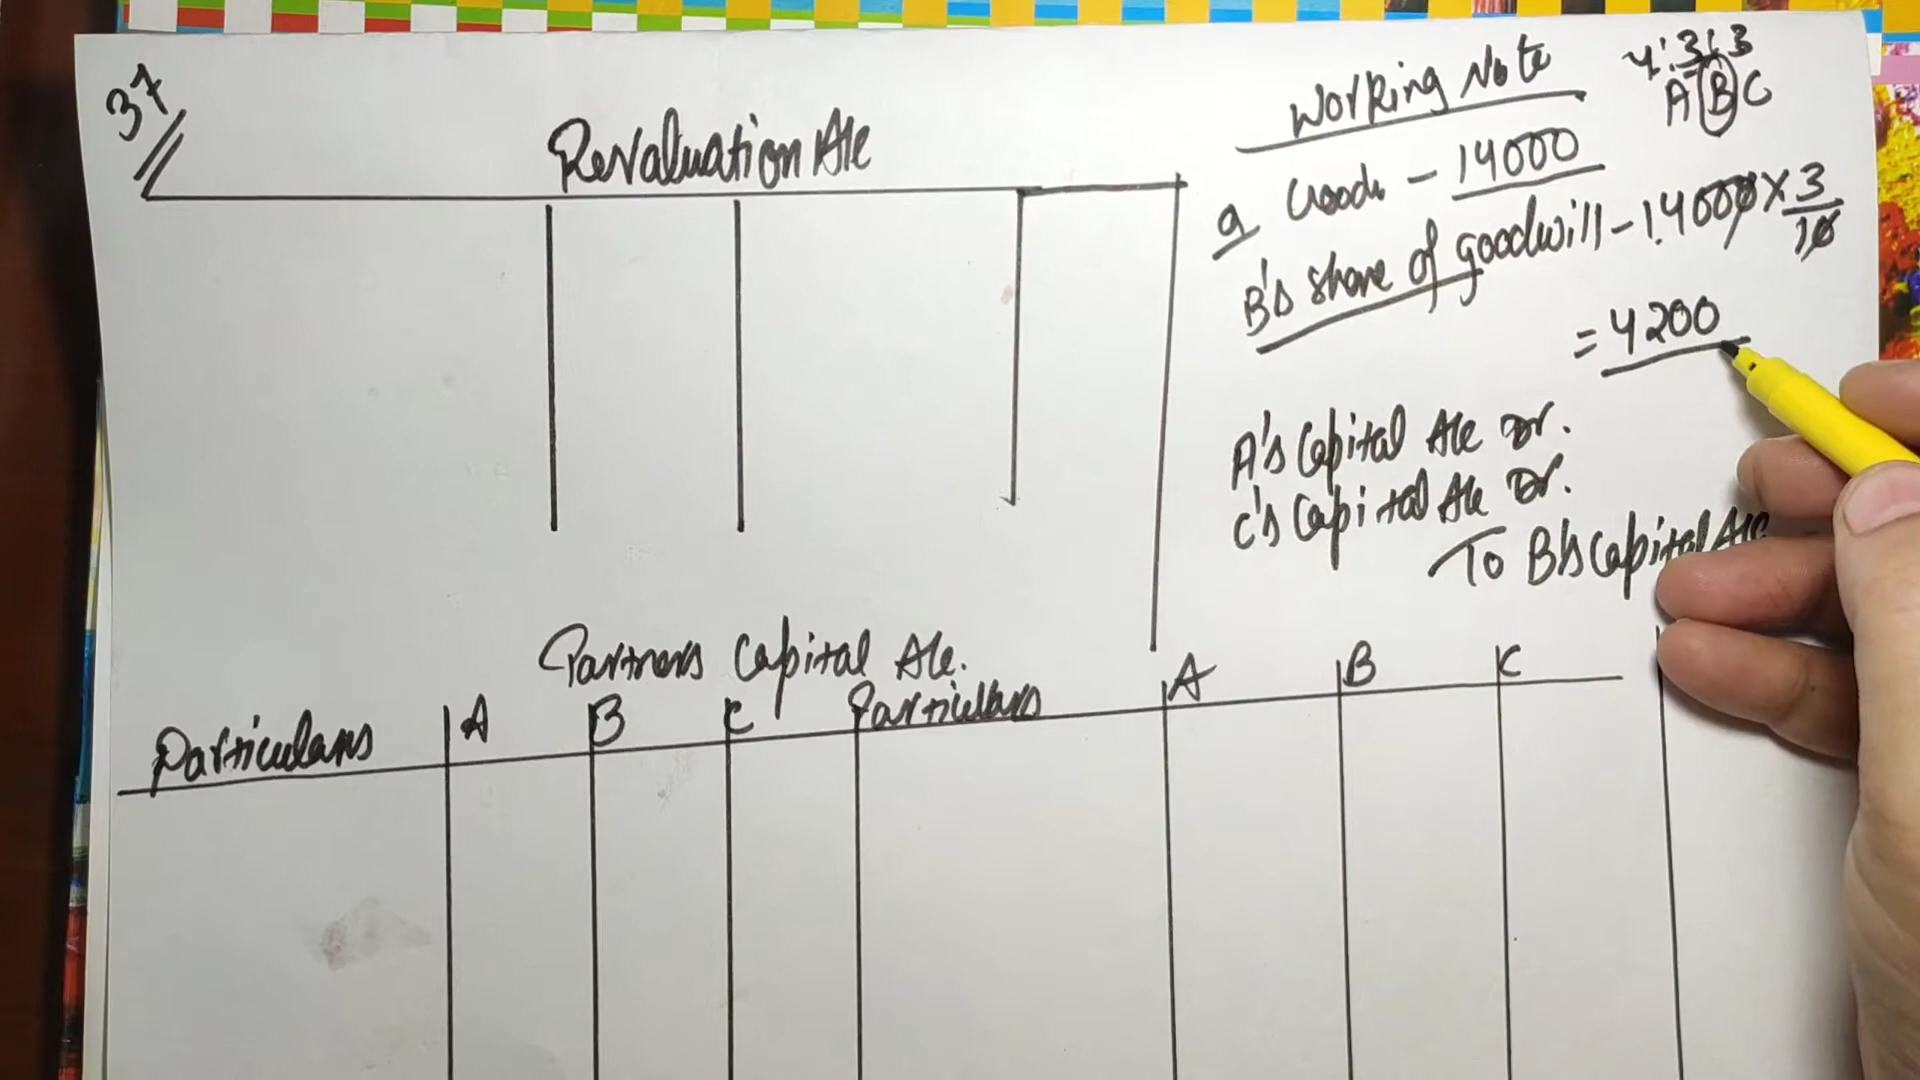 37
Revaluation A/c
Working Note
4:3:3
A B C
a Goodw - 14000
B's share of goodwill - 14000 x 3/10
= 4200
A's Capital A/c Dr.
C's Capital A/c Dr.
To B's Capital A/c
Partners Capital A/c.
Particulars A B C Particulars A B C